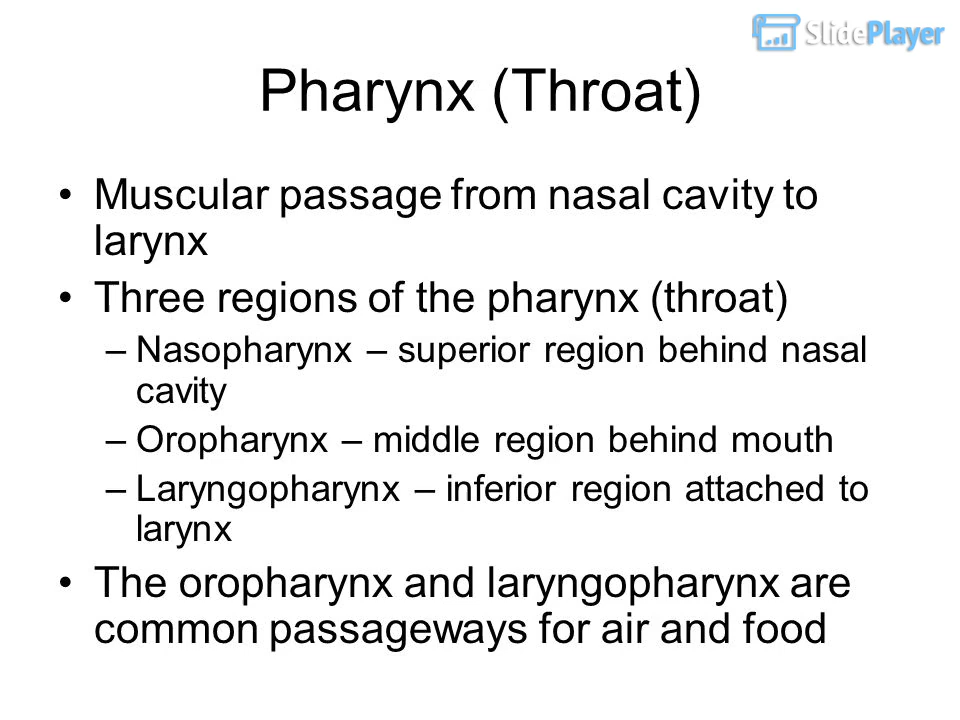 SlidePlayer
Pharynx (Throat)
• Muscular passage from nasal cavity to
larynx
• Three regions of the pharynx (throat)
– Nasopharynx – superior region behind nasal
cavity
– Oropharynx – middle region behind mouth
– Laryngopharynx – inferior region attached to
larynx
• The oropharynx and laryngopharynx are
common passageways for air and food